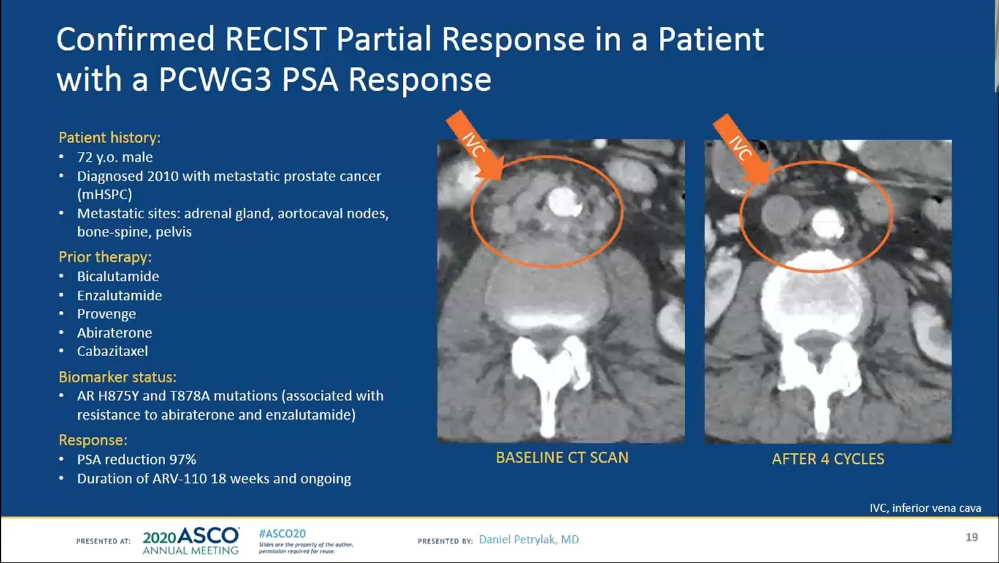 Confirmed RECIST Partial Response in a Patient
with a PCWG3 PSA Response
Patient history:
• 72 y.o. male
• Diagnosed 2010 with metastatic prostate cancer
(mHSPC)
• Metastatic sites: adrenal gland, aortocaval nodes,
bone-spine, pelvis
Prior therapy:
• Bicalutamide
• Enzalutamide
• Provenge
• Abiraterone
• Cabazitaxel
Biomarker status:
• AR H875Y and T878A mutations (associated with
resistance to abiraterone and enzalutamide)
Response:
• PSA reduction 97%
• Duration of ARV-110 18 weeks and ongoing
IVC
BASELINE CT SCAN
IVC
AFTER 4 CYCLES
IVC, inferior vena cava
PRESENTED AT:
2020 ASCO
ANNUAL MEETING
#ASCO20
Slides are the property of the author,
permission required for reuse.
PRESENTED BY: Daniel Petrylak, MD
19